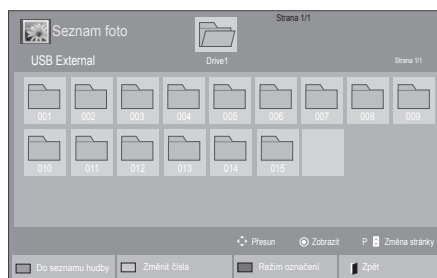 Seznam foto
Strana 1/1
USB External
Drive1
Strana 1/1
001 002 003 004 005 006 007 008 009
010 011 012 013 014 015
Přesun Zobrazit P Změna stránky
Do seznamu hudby Změnit čísla Režim označení Zpět